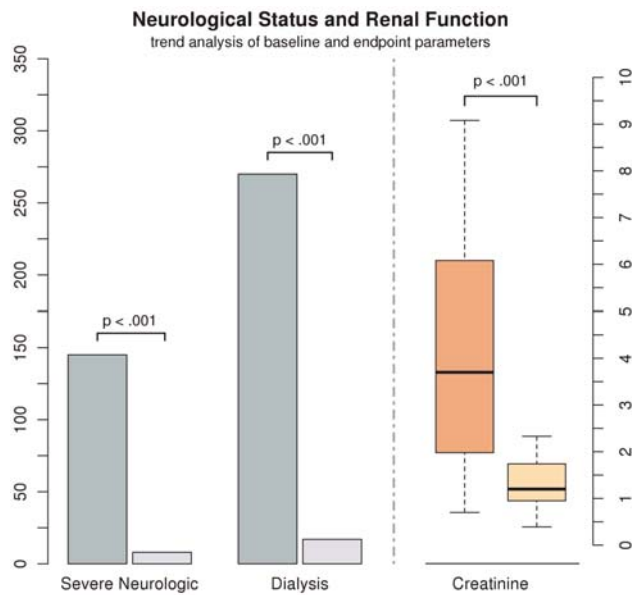 Neurological Status and Renal Function
trend analysis of baseline and endpoint parameters
350
300
250
200
150
100
50
0
p < .001
p < .001
p < .001
10
9
8
7
6
5
4
3
2
1
0
Severe Neurologic
Dialysis
Creatinine